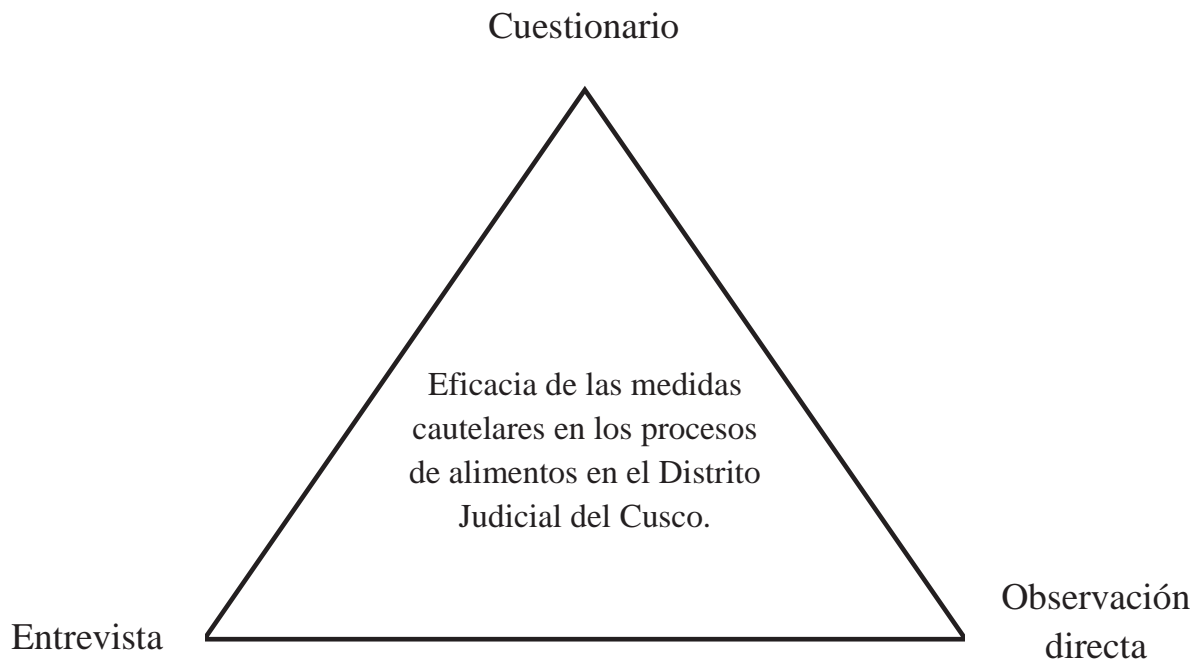 Cuestionario
Eficacia de las medidas
cautelares en los procesos
de alimentos en el Distrito
Judicial del Cusco.
Entrevista
Observación
directa